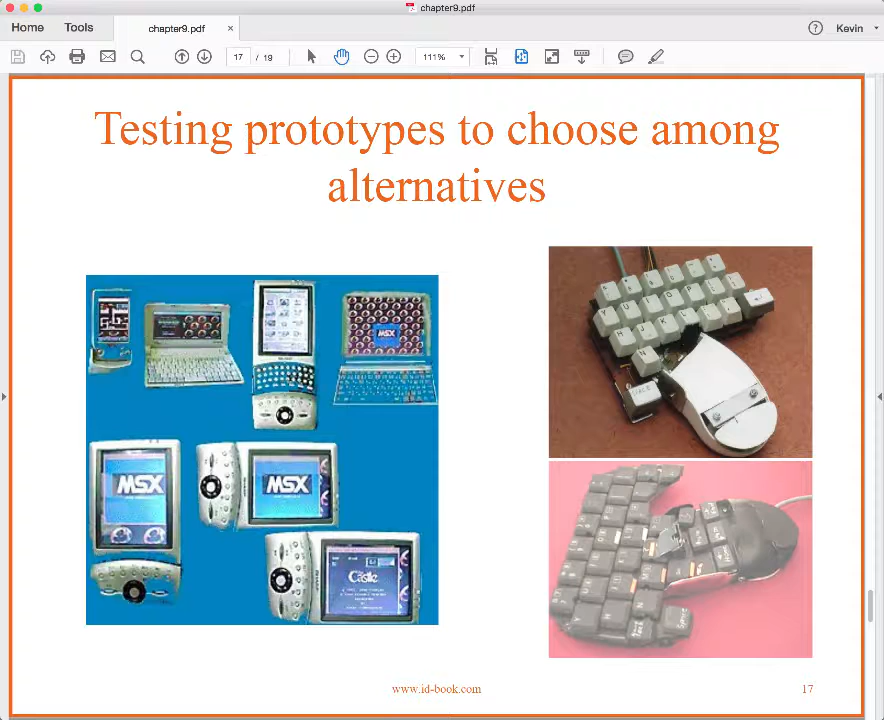 chapter9.pdf
Home Tools chapter9.pdf × ? Kevin
17 / 19 111%
Testing prototypes to choose among
alternatives
MSX
MSX
MSX
Castle
www.id-book.com 17